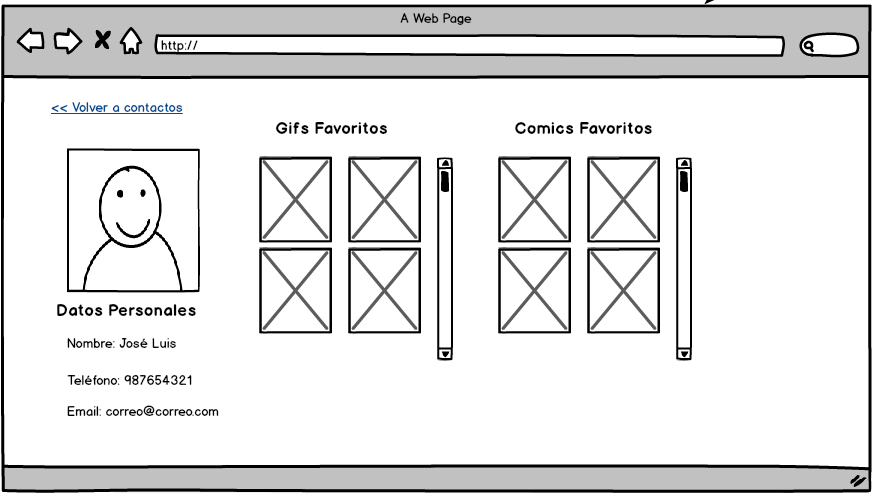 A Web Page
http://
<< Volver a contactos
Gifs Favoritos
Comics Favoritos
Datos Personales
Nombre: José Luis
Teléfono: 987654321
Email: correo@correo.com